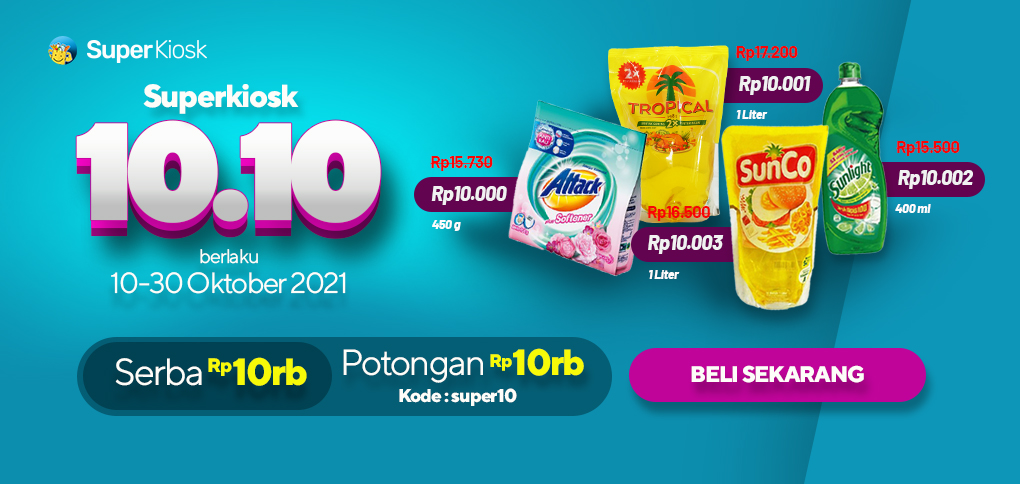 SuperKiosk
Superkiosk
10.10
berlaku
10-30 Oktober 2021
Rp15.730
Rp10.000
450 g
Attack
Softener
Rp17.200
Rp10.001
1 Liter
2X
TROPICAL
2X
Rp16.500
Rp10.003
1 Liter
SunCo
Rp15.500
Rp10.002
400 ml
Sunlight
Serba Rp10rb
Potongan Rp10rb
Kode : super10
BELI SEKARANG